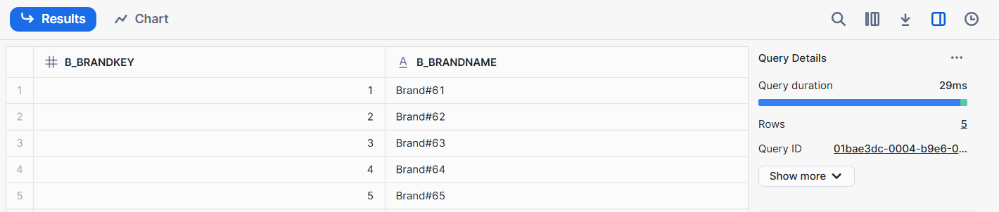 Results Chart
B_BRANDKEY B_BRANDNAME
1 1 Brand#61
2 2 Brand#62
3 3 Brand#63
4 4 Brand#64
5 5 Brand#65
Query Details
Query duration 29ms
Rows 5
Query ID 01bae3dc-0004-b9e6-0...
Show more